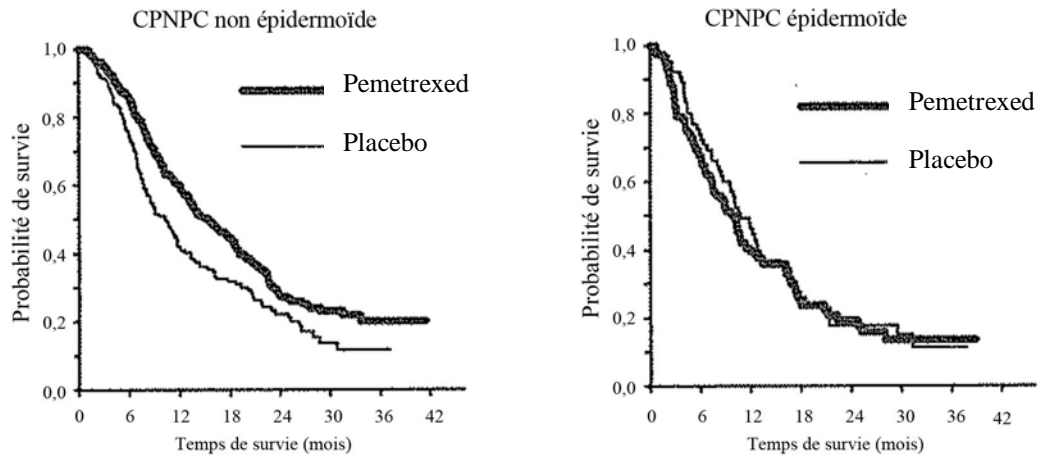 CPNPC non épidermoïde
Probabilité de survie
1,0
0,8
0,6
0,4
0,2
0,0
Pemetrexed
Placebo
0 6 12 18 24 30 36 42
Temps de survie (mois)
CPNPC épidermoïde
Probabilité de survie
1,0
0,8
0,6
0,4
0,2
0,0
Pemetrexed
Placebo
0 6 12 18 24 30 36 42
Temps de survie (mois)